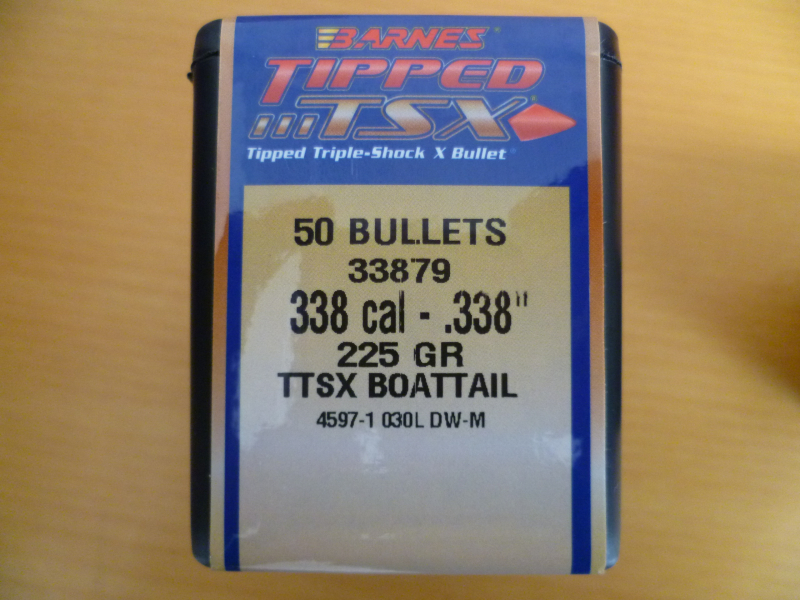 BARNES
TIPPED
TSX
Tipped Triple-Shock X Bullet
50 BULLETS
33879
338 cal - .338"
225 GR
TTSX BOATTAIL
4597-1 030L DW-M